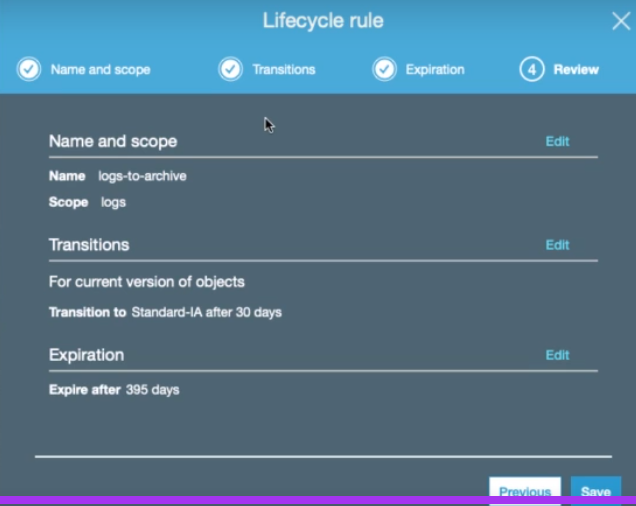 Lifecycle rule
Name and scope Transitions Expiration 4 Review
Name and scope Edit
Name logs-to-archive
Scope logs
Transitions Edit
For current version of objects
Transition to Standard-IA after 30 days
Expiration Edit
Expire after 395 days
Previous Save